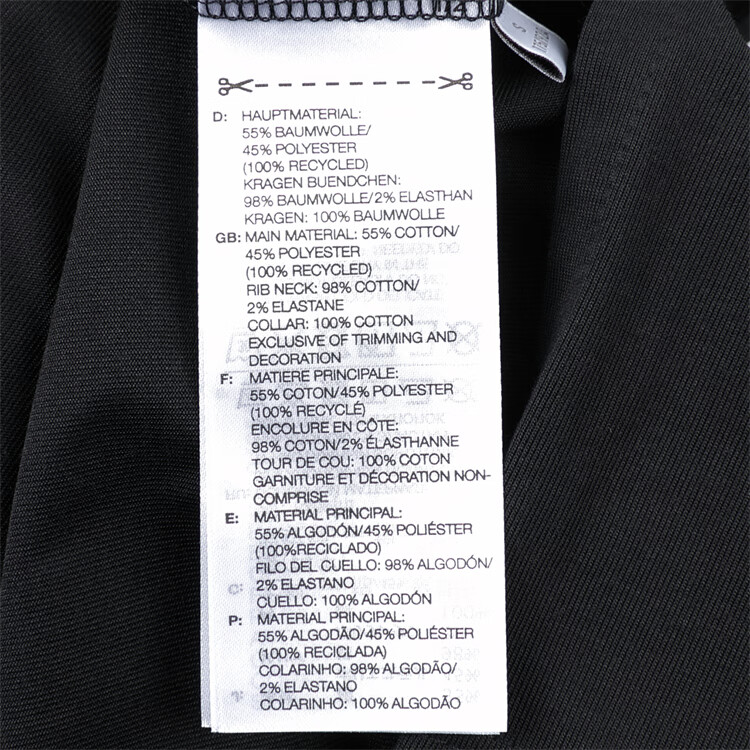 S
D: HAUPTMATERIAL:
55% BAUMWOLLE/
45% POLYESTER
(100% RECYCLED)
KRAGEN BUENDCHEN:
98% BAUMWOLLE/2% ELASTHAN
KRAGEN: 100% BAUMWOLLE
GB: MAIN MATERIAL: 55% COTTON/
45% POLYESTER
(100% RECYCLED)
RIB NECK: 98% COTTON/
2% ELASTANE
COLLAR: 100% COTTON
EXCLUSIVE OF TRIMMING AND
DECORATION
F: MATIERE PRINCIPALE:
55% COTON/45% POLYESTER
(100% RECYCLÉ)
ENCOLURE EN CÔTE:
98% COTON/2% ÉLASTHANNE
TOUR DE COU: 100% COTON
GARNITURE ET DÉCORATION NON-
COMPRISE
E: MATERIAL PRINCIPAL:
55% ALGODÓN/45% POLIÉSTER
(100%RECICLADO)
FILO DEL CUELLO: 98% ALGODÓN/
2% ELASTANO
CUELLO: 100% ALGODÓN
P: MATERIAL PRINCIPAL:
55% ALGODÃO/45% POLIÉSTER
(100% RECICLADA)
COLARINHO: 98% ALGODÃO/
2% ELASTANO
COLARINHO: 100% ALGODÃO